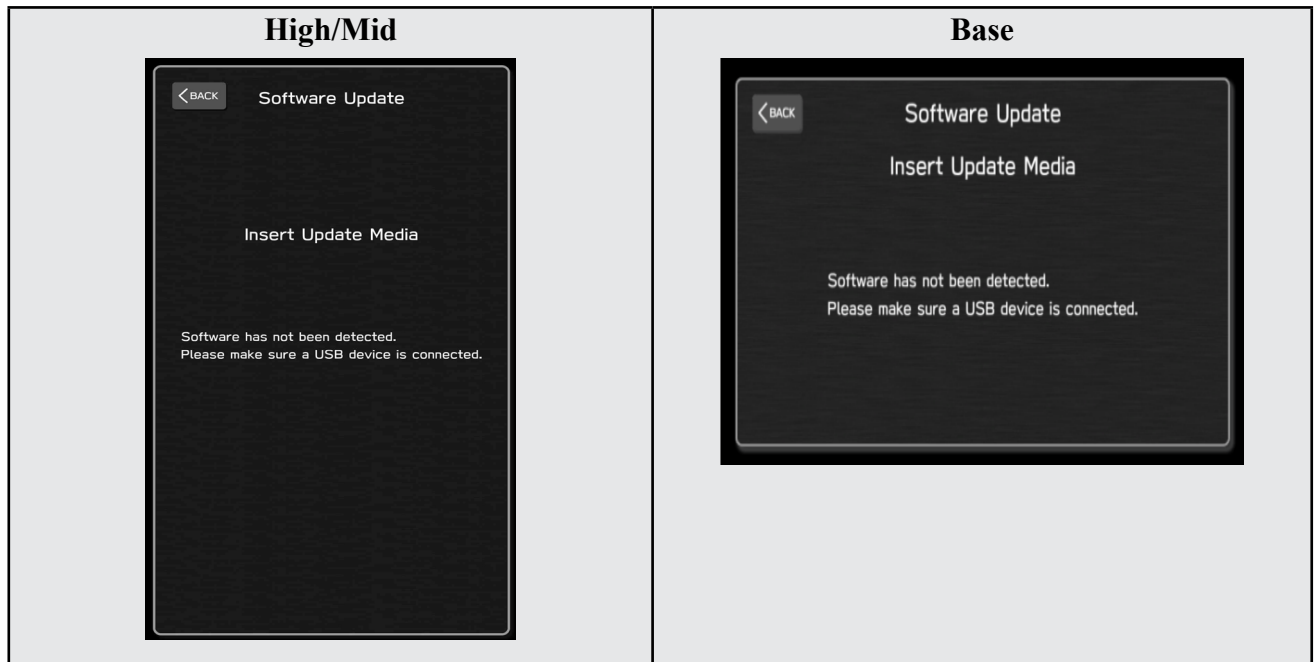 High/Mid
BACK
Software Update
Insert Update Media
Software has not been detected.
Please make sure a USB device is connected.
Base
BACK
Software Update
Insert Update Media
Software has not been detected.
Please make sure a USB device is connected.